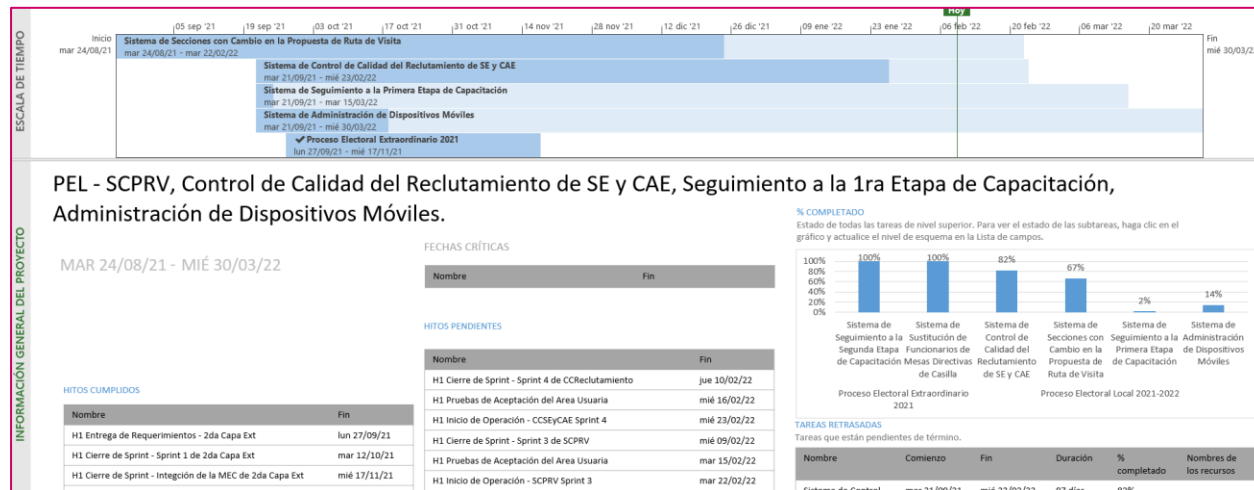 Hoy
05 sep '21 19 sep '21 03 oct '21 17 oct '21 31 oct '21 14 nov '21 28 nov '21 12 dic '21 26 dic '21 09 ene '22 23 ene '22 06 feb '22 20 feb '22 06 mar '22 20 mar '22
ESCALA DE TIEMPO
Inicio
mar 24/08/21
Sistema de Secciones con Cambio en la Propuesta de Ruta de Visita
mar 24/08/21 - mar 22/02/22
Sistema de Control de Calidad del Reclutamiento de SE y CAE
mar 21/09/21 - mié 23/02/22
Sistema de Seguimiento a la Primera Etapa de Capacitación
mar 21/09/21 - mar 15/03/22
Sistema de Administración de Dispositivos Móviles
mar 21/09/21 - mié 30/03/22
✔Proceso Electoral Extraordinario 2021
lun 27/09/21 - mié 17/11/21
Fin
mié 30/03/2
INFORMACIÓN GENERAL DEL PROYECTO
PEL - SCPRV, Control de Calidad del Reclutamiento de SE y CAE, Seguimiento a la 1ra Etapa de Capacitación,
Administración de Dispositivos Móviles.
MAR 24/08/21 - MIÉ 30/03/22
HITOS CUMPLIDOS
Nombre Fin
H1 Entrega de Requerimientos - 2da Capa Ext lun 27/09/21
H1 Cierre de Sprint - Sprint 1 de 2da Capa Ext mar 12/10/21
H1 Cierre de Sprint - Integción de la MEC de 2da Capa Ext mié 17/11/21
FECHAS CRÍTICAS
Nombre Fin
HITOS PENDIENTES
Nombre Fin
H1 Cierre de Sprint - Sprint 4 de CCReclutamiento jue 10/02/22
H1 Pruebas de Aceptación del Area Usuaria mié 16/02/22
H1 Inicio de Operación - CCSEyCAE Sprint 4 mié 23/02/22
H1 Cierre de Sprint - Sprint 3 de SCPRV mié 09/02/22
H1 Pruebas de Aceptación del Area Usuaria mar 15/02/22
H1 Inicio de Operación - SCPRV Sprint 3 mar 22/02/22
% COMPLETADO
Estado de todas las tareas de nivel superior. Para ver el estado de las subtareas, haga clic en el
gráfico y actualice el nivel de esquema en la Lista de campos.
100% 80% 60% 40% 20% 0%
100% 100% 82% 67% 2% 14%
Sistema de Sistema de Sistema de Sistema de Sistema de Sistema de
Seguimiento a la Sustitución de Control de Secciones con Seguimiento a la Administración
Segunda Etapa Funcionarios de Calidad del Cambio en la Primera Etapa de Dispositivos
de Capacitación Mesas Directivas Reclutamiento Propuesta de de Capacitación Móviles
de Casilla de SE y CAE Ruta de Visita
Proceso Electoral Extraordinario Proceso Electoral Local 2021-2022
2021
TAREAS RETRASADAS
Tareas que están pendientes de término.
Nombre Comienzo Fin Duración % Nombres de
completado los recursos
Sistema de Control mar 21/09/21 mié 23/02/22 97 días 82%